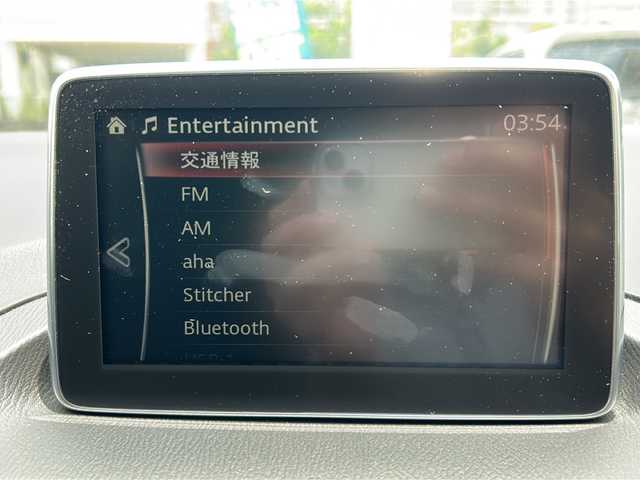 Entertainment 03:54
交通情報
FM
AM
aha
Stitcher
Bluetooth